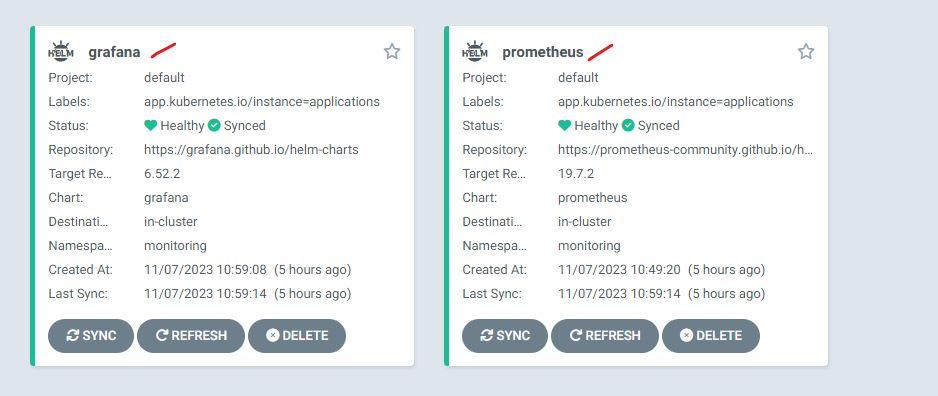 HELM grafana
Project: default
Labels: app.kubernetes.io/instance=applications
Status: Healthy Synced
Repository: https://grafana.github.io/helm-charts
Target Re... 6.52.2
Chart: grafana
Destinati... in-cluster
Namespa... monitoring
Created At: 11/07/2023 10:59:08 (5 hours ago)
Last Sync: 11/07/2023 10:59:14 (5 hours ago)
SYNC REFRESH DELETE
HELM prometheus
Project: default
Labels: app.kubernetes.io/instance=applications
Status: Healthy Synced
Repository: https://prometheus-community.github.io/h...
Target Re... 19.7.2
Chart: prometheus
Destinati... in-cluster
Namespa... monitoring
Created At: 11/07/2023 10:49:20 (5 hours ago)
Last Sync: 11/07/2023 10:59:14 (5 hours ago)
SYNC REFRESH DELETE